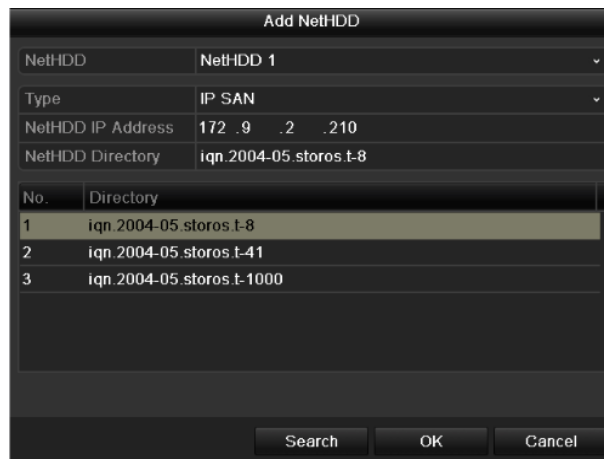 Add NetHDD
NetHDD NetHDD 1
Type IP SAN
NetHDD IP Address 172 .9 .2 .210
NetHDD Directory iqn.2004-05.storos.t-8
No. Directory
1 iqn.2004-05.storos.t-8
2 iqn.2004-05.storos.t-41
3 iqn.2004-05.storos.t-1000
Search OK Cancel